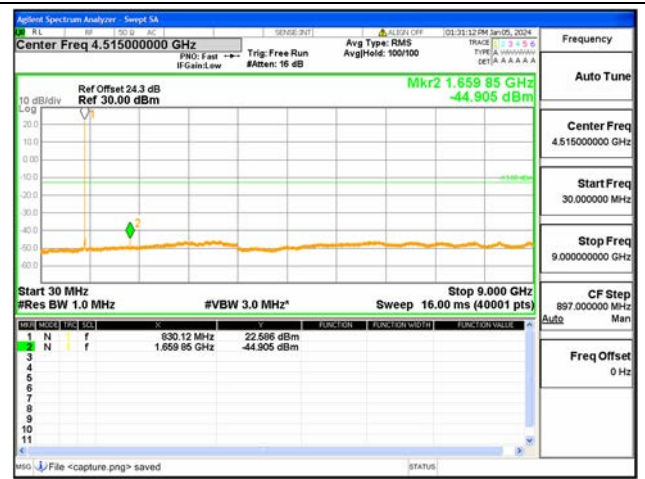 Agilent Spectrum Analyzer - Swept SA
RL RF 50 Ω AC SENSE:INT ALIGN OFF 01:31:12 PM Jan 05, 2024
Center Freq 4.515000000 GHz
PNO: Fast
IFGain:Low
Trig: Free Run
#Atten: 16 dB
Avg Type: RMS
Avg|Hold: 100/100
TRACE 1 2 3 4 5 6
TYPE A
DET A A A A A A
Ref Offset 24.3 dB
Ref 30.00 dBm
10 dB/div
Log
Mkr2 1.659 85 GHz
-44.905 dBm
20.0
10.0
0.00
-10.0
-20.0
-30.0
-40.0
-50.0
-60.0
1
2
Start 30 MHz
Stop 9.000 GHz
#Res BW 1.0 MHz #VBW 3.0 MHz* Sweep 16.00 ms (40001 pts)
MKR MODE TRC SCL X Y FUNCTION FUNCTION WIDTH FUNCTION VALUE
1 N 1 f 830.12 MHz 22.586 dBm
2 N 1 f 1.659 85 GHz -44.905 dBm
3
4
5
6
7
8
9
10
11
MSG File <capture.png> saved STATUS
Frequency
Auto Tune
Center Freq
4.515000000 GHz
Start Freq
30.000000 MHz
Stop Freq
9.000000000 GHz
CF Step
897.000000 MHz
Auto Man
Freq Offset
0 Hz